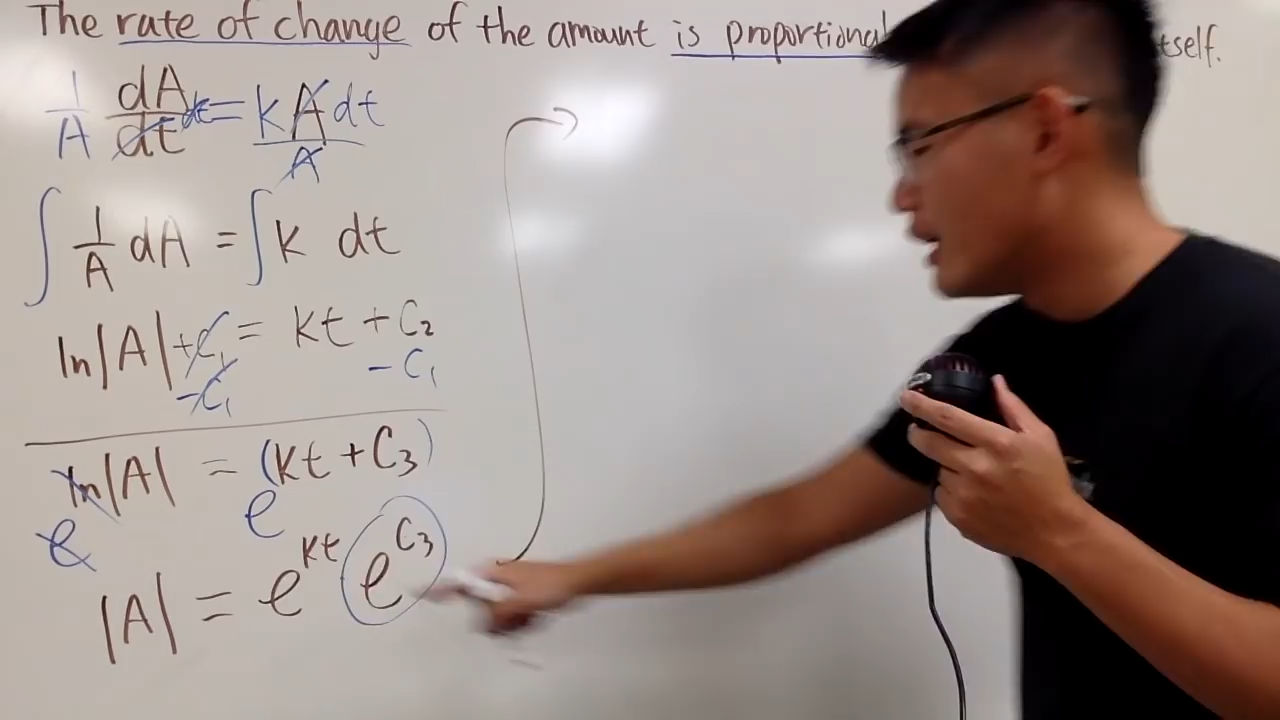 The rate of change of the amount is proportional tself.
1/A dA/dt dt = kA dt/A
∫ 1/A dA = ∫ k dt
ln|A| + C₁ = kt + C₂
- C₁ - C₁
ln|A| = (kt + C₃)
e e
|A| = e^kt e^C₃